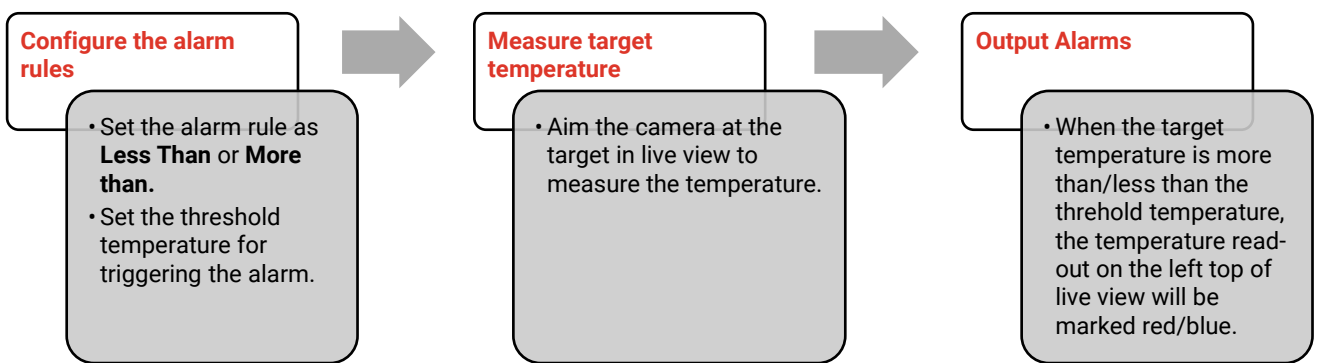 Configure the alarm
rules
• Set the alarm rule as
Less Than or More
than.
• Set the threshold
temperature for
triggering the alarm.
Measure target
temperature
• Aim the camera at the
target in live view to
measure the temperature.
Output Alarms
• When the target
temperature is more
than/less than the
threhold temperature,
the temperature read-
out on the left top of
live view will be
marked red/blue.